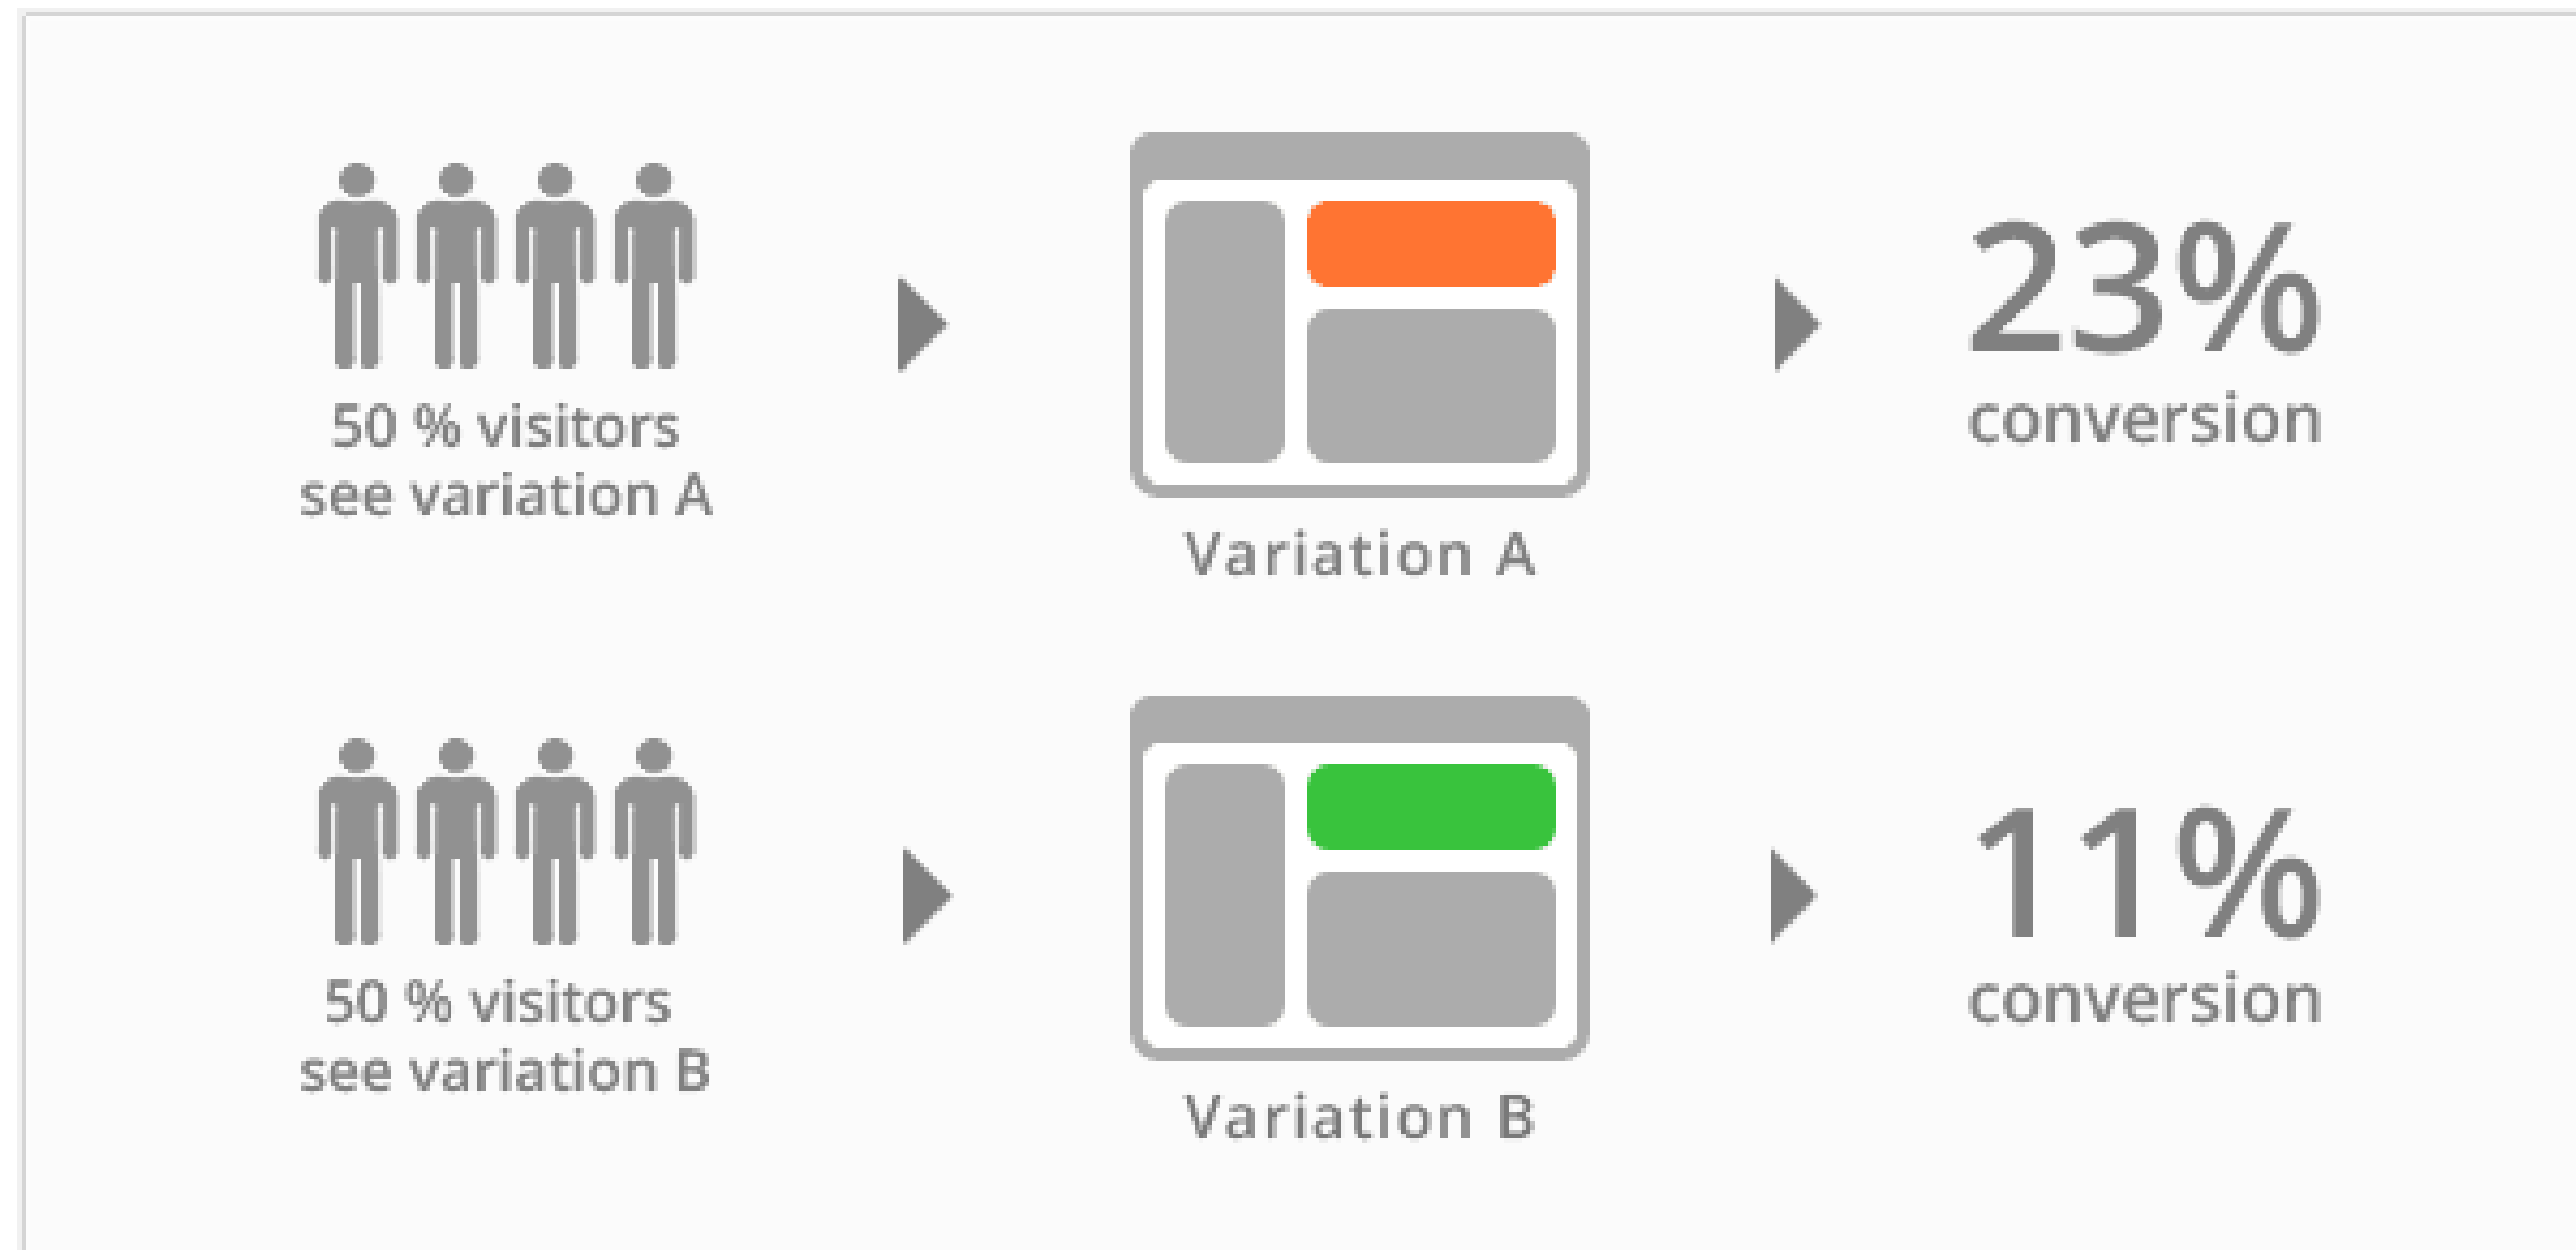 50 % visitors
see variation A
Variation A
23%
conversion
50 % visitors
see variation B
Variation B
11%
conversion